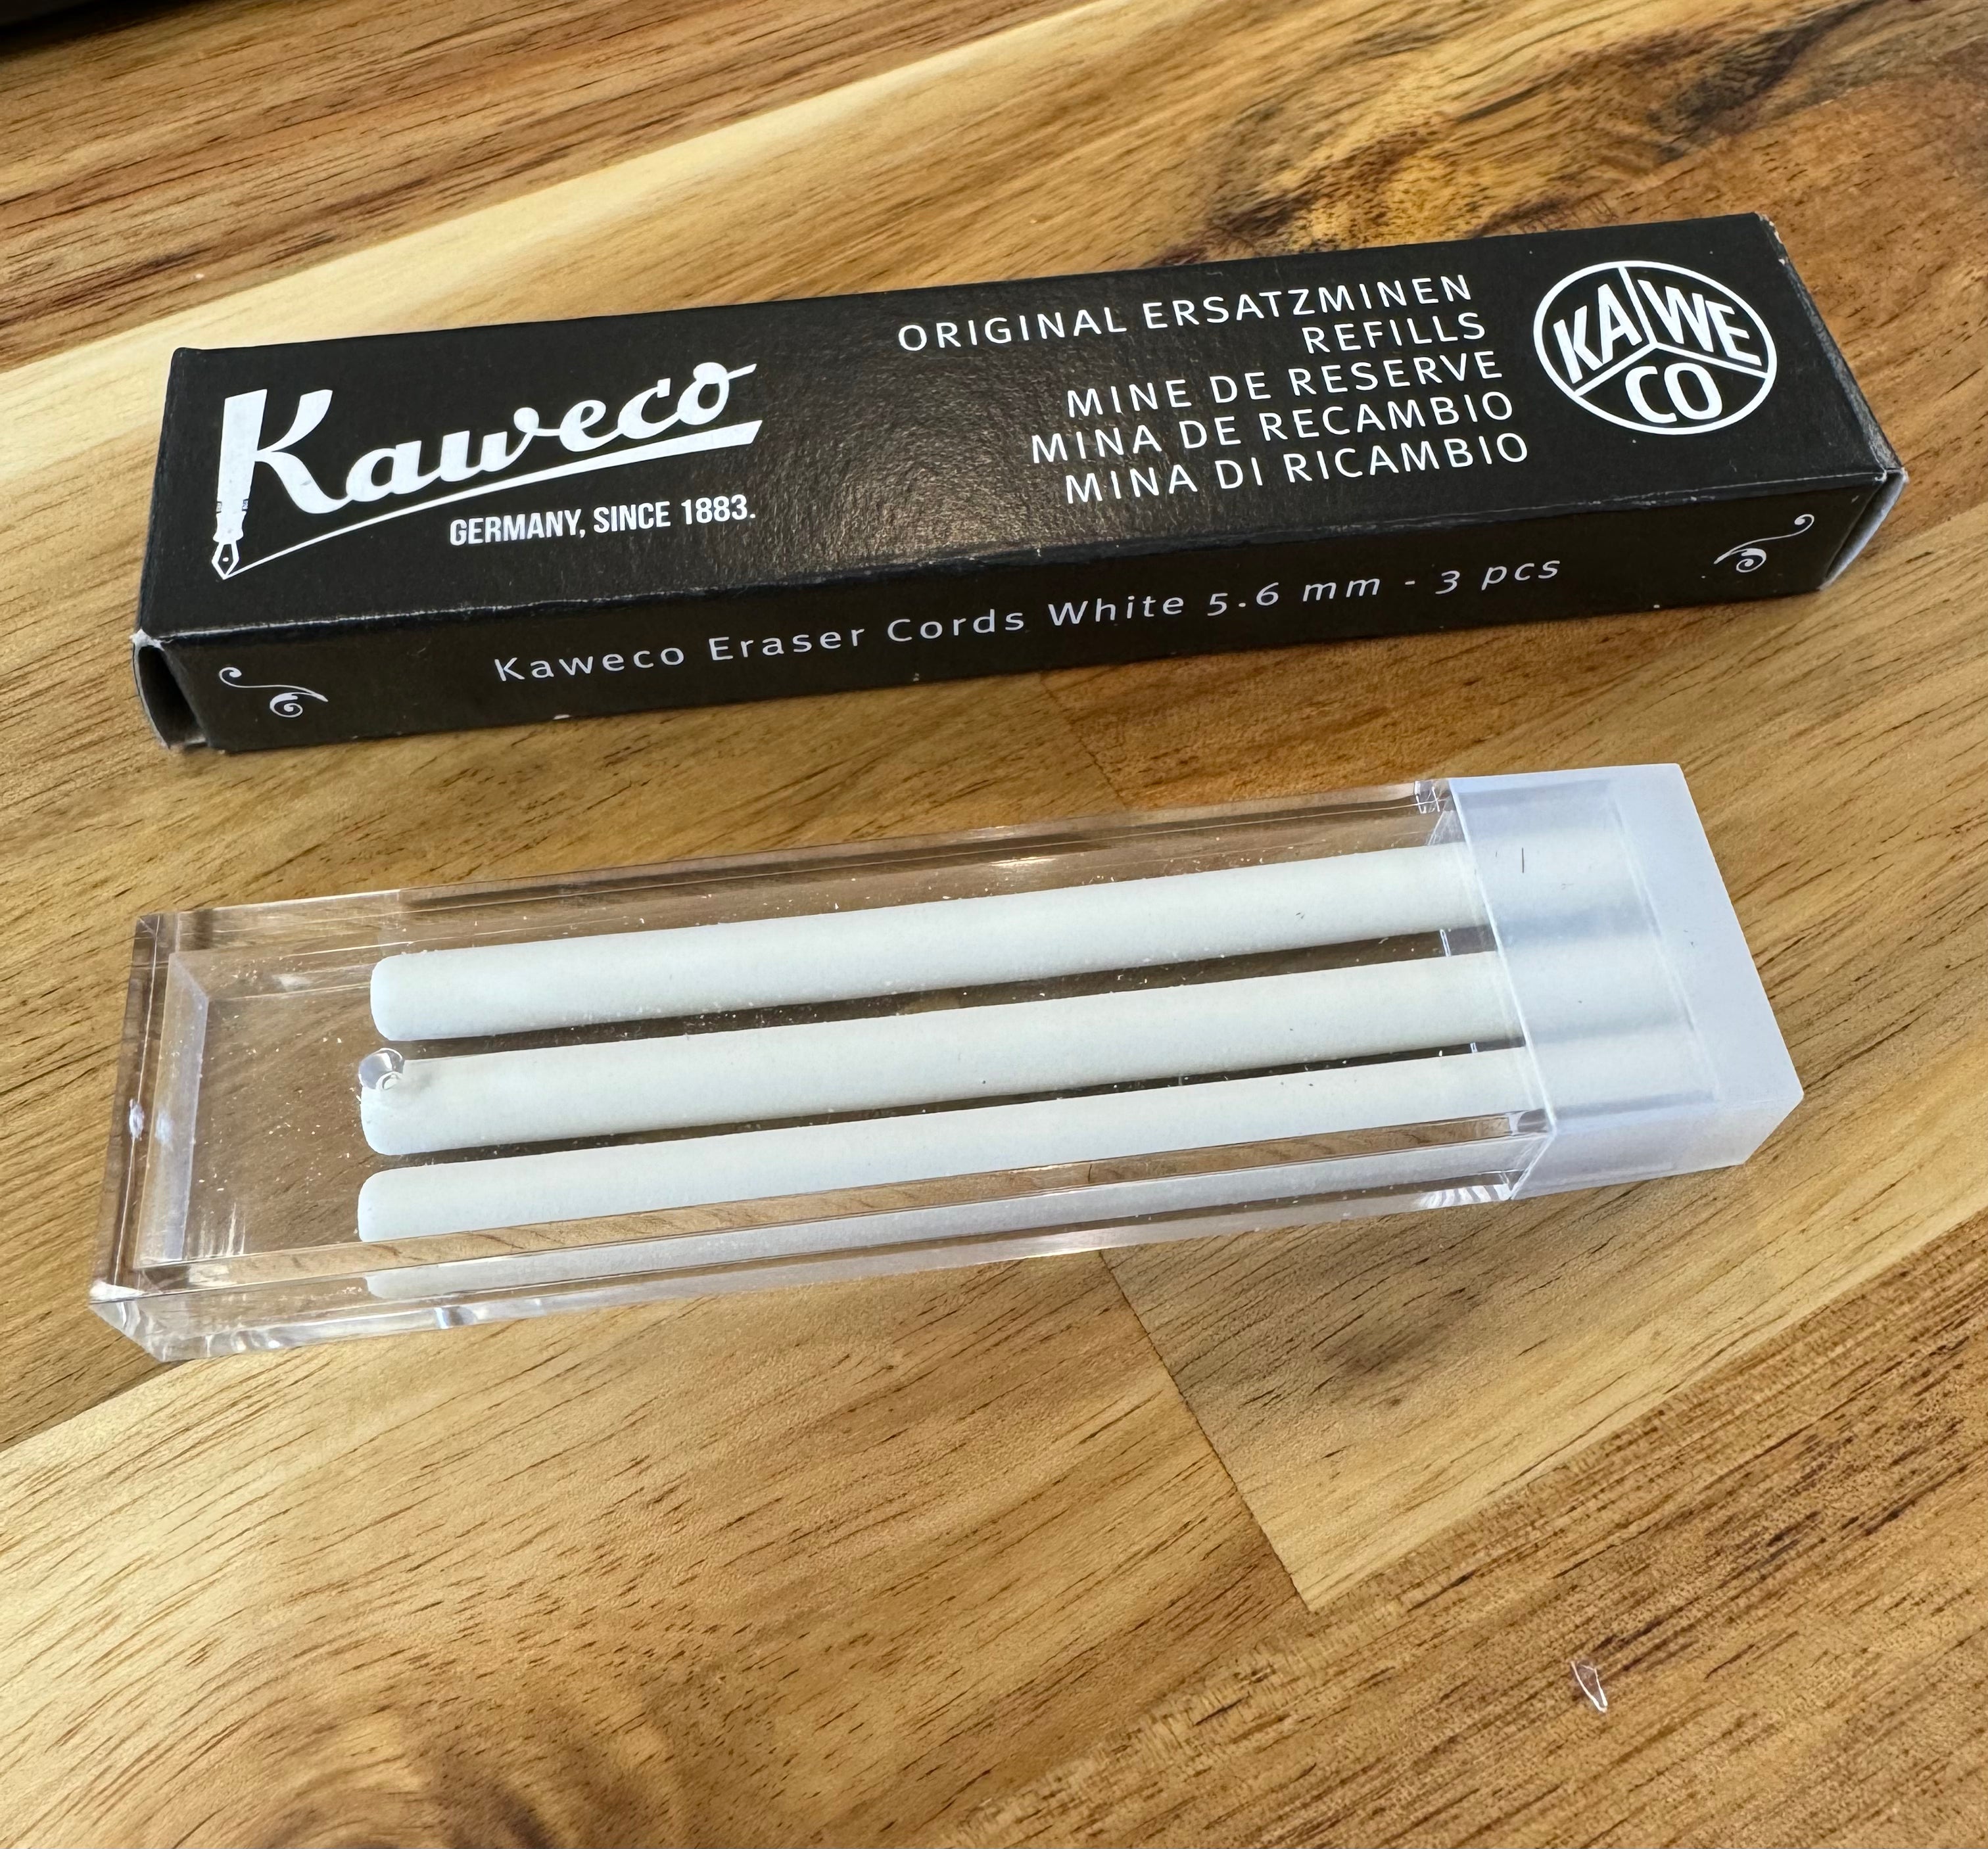 Kaweco
GERMANY, SINCE 1883.
ORIGINAL ERSATZMINEN
REFILLS
MINE DE RESERVE
MINA DE RECAMBIO
MINA DI RICAMBIO
KA WE
CO
Kaweco Eraser Cords White 5.6 mm - 3 pcs